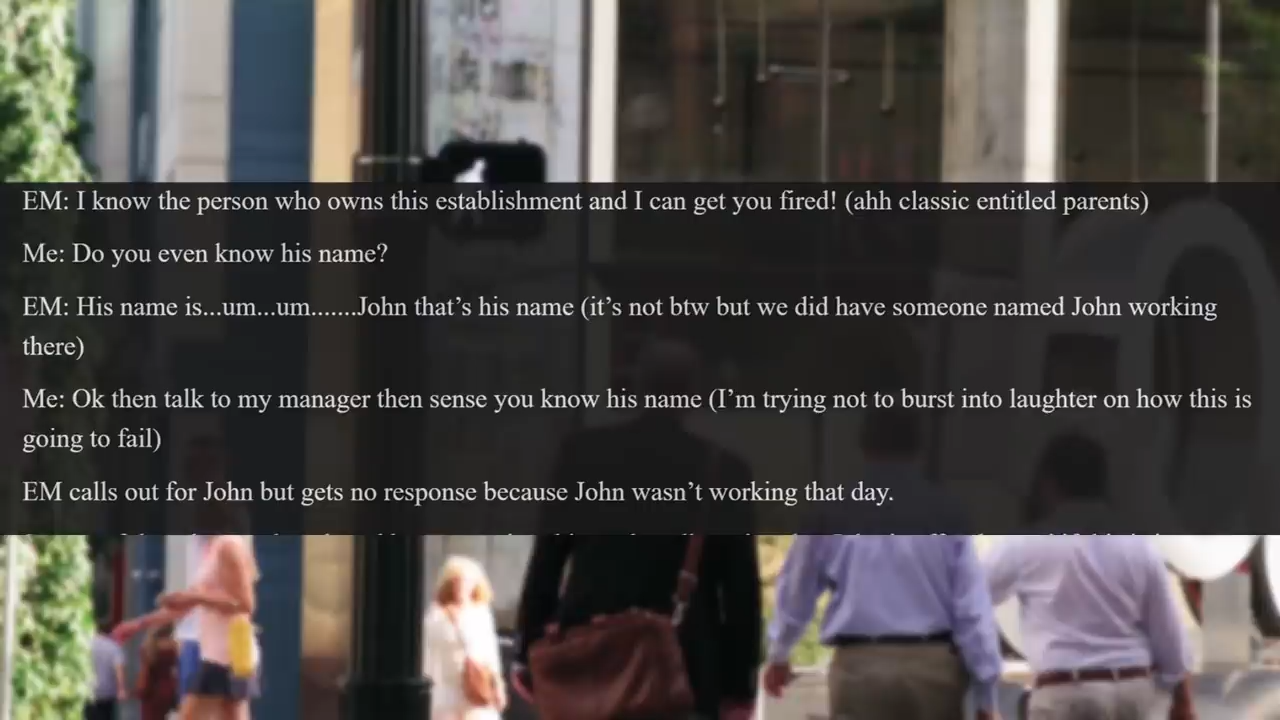 EM: I know the person who owns this establishment and I can get you fired! (ahh classic entitled parents)
Me: Do you even know his name?
EM: His name is...um...um.......John that’s his name (it’s not btw but we did have someone named John working
there)
Me: Ok then talk to my manager then sense you know his name (I’m trying not to burst into laughter on how this is
going to fail)
EM calls out for John but gets no response because John wasn’t working that day.